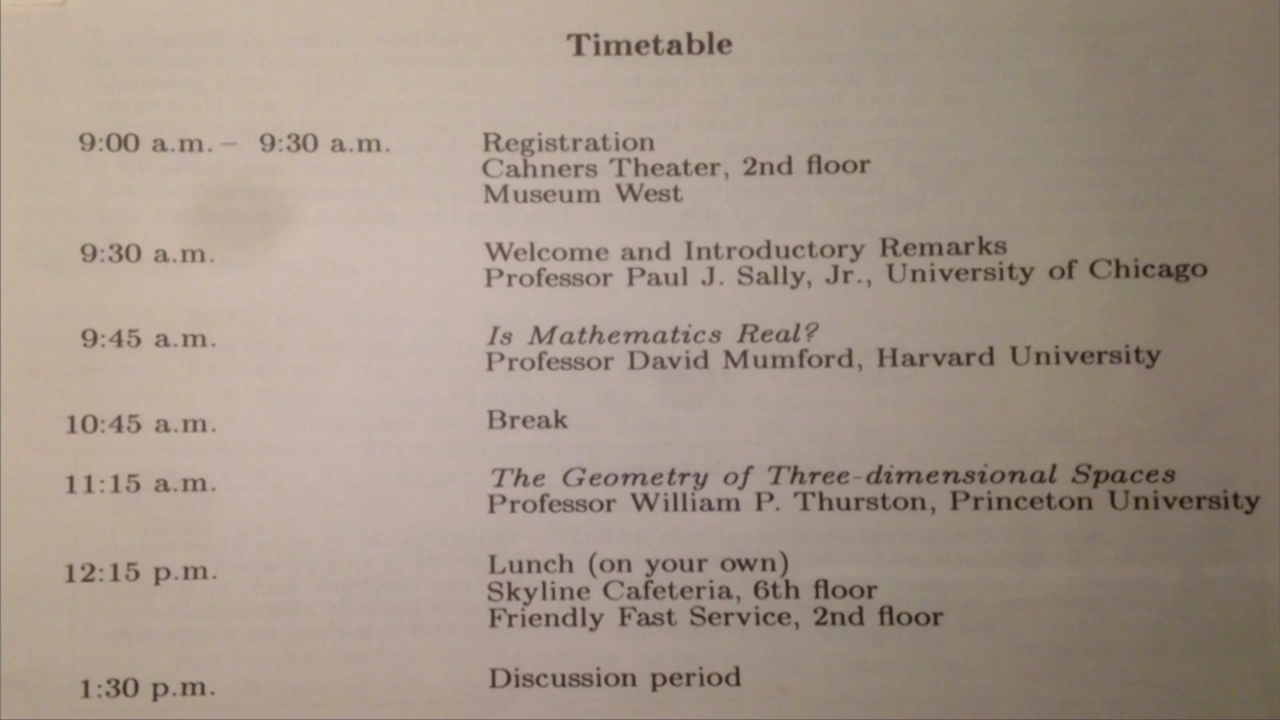 Timetable
9:00 a.m. – 9:30 a.m. Registration
Cahners Theater, 2nd floor
Museum West
9:30 a.m. Welcome and Introductory Remarks
Professor Paul J. Sally, Jr., University of Chicago
9:45 a.m. Is Mathematics Real?
Professor David Mumford, Harvard University
10:45 a.m. Break
11:15 a.m. The Geometry of Three-dimensional Spaces
Professor William P. Thurston, Princeton University
12:15 p.m. Lunch (on your own)
Skyline Cafeteria, 6th floor
Friendly Fast Service, 2nd floor
1:30 p.m. Discussion period